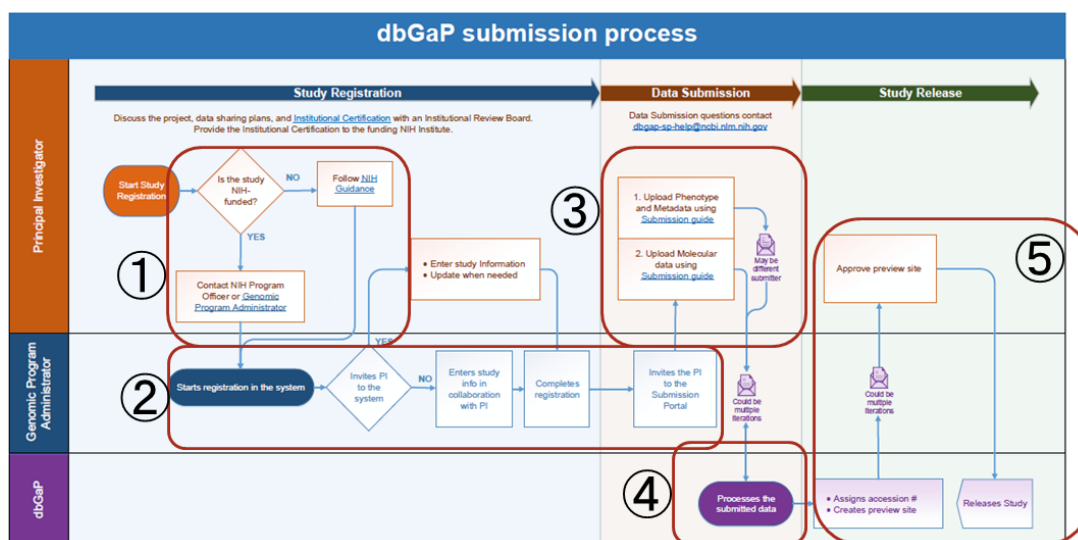 dbGaP submission process
Principal Investigator
Study Registration
Data Submission
Study Release
Discuss the project, data sharing plans, and Institutional Certification with an Institutional Review Board.
Provide the Institutional Certification to the funding NIH Institute.
Data Submission questions contact
dbgap-sp-help@ncbi.nlm.nih.gov
①
Start Study
Registration
Is the study
NIH-
funded?
NO
Follow NIH
Guidance
YES
Contact NIH Program
Officer or Genomic
Program Administrator
• Enter study Information
• Update when needed
③
1. Upload Phenotype
and Metadata using
Submission guide
2. Upload Molecular
data using
Submission guide
May be
different
submitter
⑤
Approve preview site
Genomic Program
Administrator
②
Starts registration in the system
YES
Invites PI
to the
system
NO
Enters study
info in
collaboration
with PI
Completes
registration
Invites the PI
to the
Submission
Portal
Could be
multiple
Iterations
Could be
multiple
Iterations
dbGaP
④
Processes the
submitted data
• Assigns accession #
• Creates preview site
Releases Study